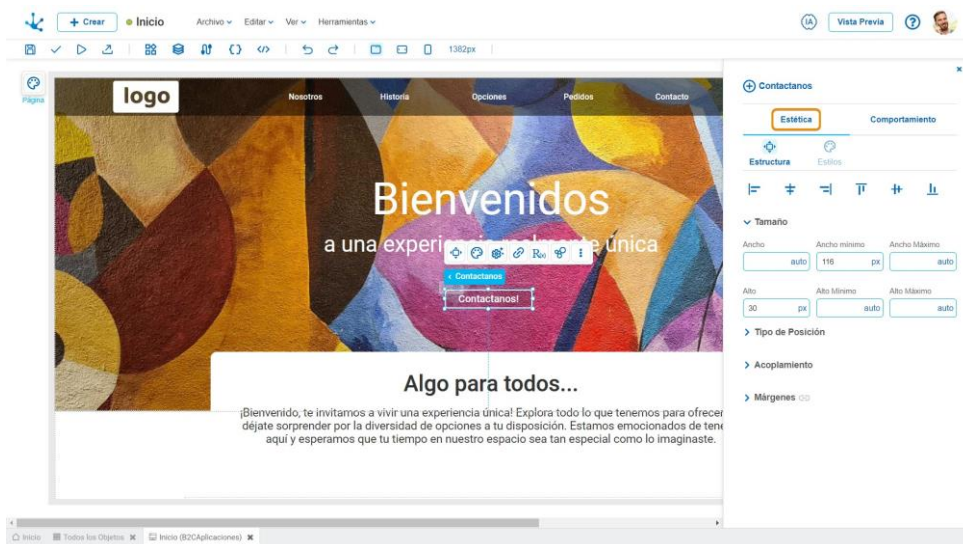 + Crear
Inicio
Archivo
Editar
Ver
Herramientas
IA
Vista Previa
?
1382px
Página
logo
Nosotros
Historia
Opciones
Pedidos
Contacto
Bienvenidos
a una experiencia
única
Contactanos
Contactanos!
Algo para todos...
¡Bienvenido, te invitamos a vivir una experiencia única! Explora todo lo que tenemos para ofrecer
déjate sorprender por la diversidad de opciones a tu disposición. Estamos emocionados de tene
aquí y esperamos que tu tiempo en nuestro espacio sea tan especial como lo imaginaste.
Contactanos
Estética
Comportamiento
Estructura
Estilos
Tamaño
Ancho
Ancho mínimo
Ancho Máximo
auto
116 px
auto
Alto
Alto Mínimo
Alto Máximo
30 px
auto
auto
Tipo de Posición
Acoplamiento
Márgenes
Inicio
Todos los Objetos
Inicio (B2CAplicaciones)